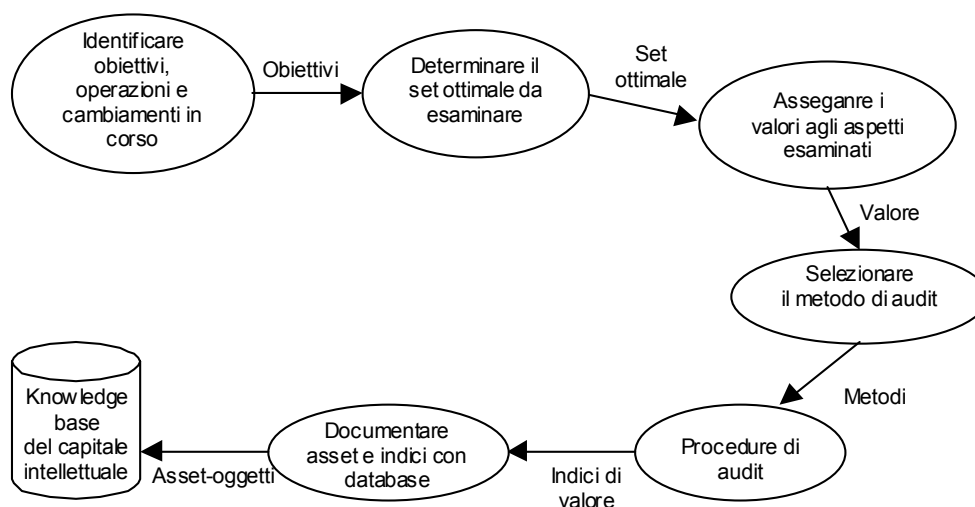 Identificare
obiettivi,
operazioni e
cambiamenti in
corso
Obiettivi
Determinare il
set ottimale da
esaminare
Set
ottimale
Asseganre i
valori agli aspetti
esaminati
Valore
Selezionare
il metodo di audit
Metodi
Procedure di
audit
Indici di
valore
Documentare
asset e indici con
database
Asset-oggetti
Knowledge
base
del capitale
intellettuale